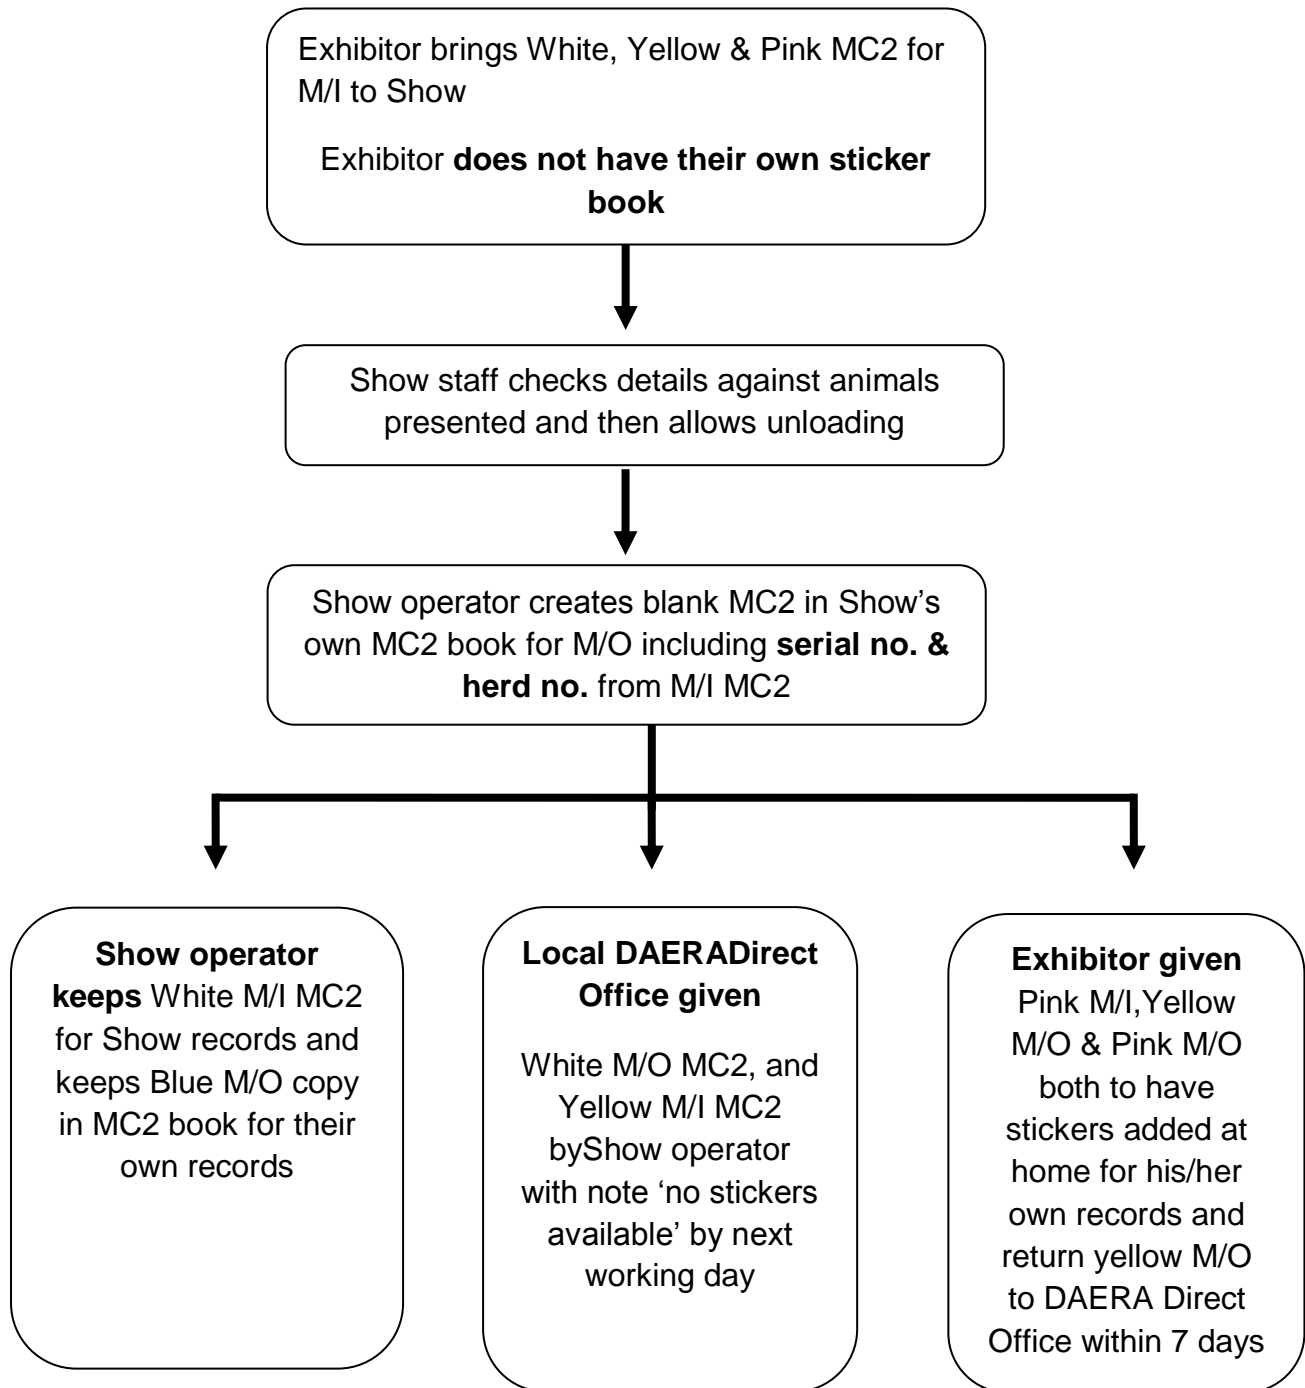 Exhibitor brings White, Yellow & Pink MC2 for
M/I to Show
Exhibitor does not have their own sticker
book
Show staff checks details against animals
presented and then allows unloading
Show operator creates blank MC2 in Show's
own MC2 book for M/O including serial no. &
herd no. from M/I MC2
Show operator
keeps White M/I MC2
for Show records and
keeps Blue M/O copy
in MC2 book for their
own records
Local DAERADirect
Office given
White M/O MC2, and
Yellow M/I MC2
byShow operator
with note ‘no stickers
available’ by next
working day
Exhibitor given
Pink M/I,Yellow
M/O & Pink M/O
both to have
stickers added at
home for his/her
own records and
return yellow M/O
to DAERA Direct
Office within 7 days